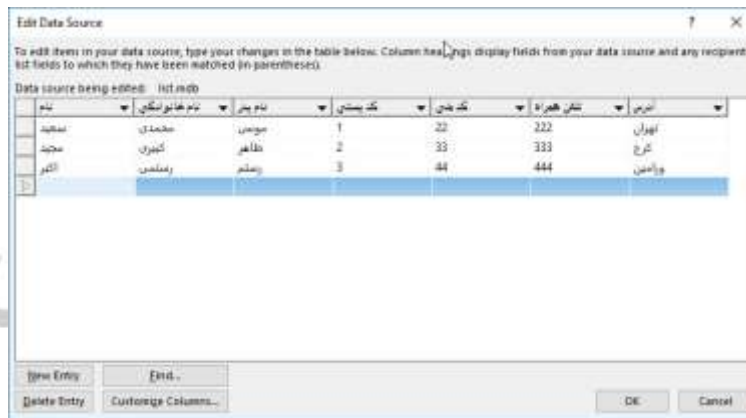 Edit Data Source ? ×
To edit items in your data source, type your changes in the table below. Column headings display fields from your data source and any recipient
list fields to which they have been matched (in parentheses).
Data source being edited: list.mdb
نام نام خانوادگی نام پدر کد پستی کد ملی تلفن همراه آدرس
سعید محمدی موسی 1 22 222 تهران
مجید کبیری طاهر 2 33 333 کرج
اکبر رستمی رستم 3 44 444 ورامین
New Entry Find...
Delete Entry Customize Columns... OK Cancel